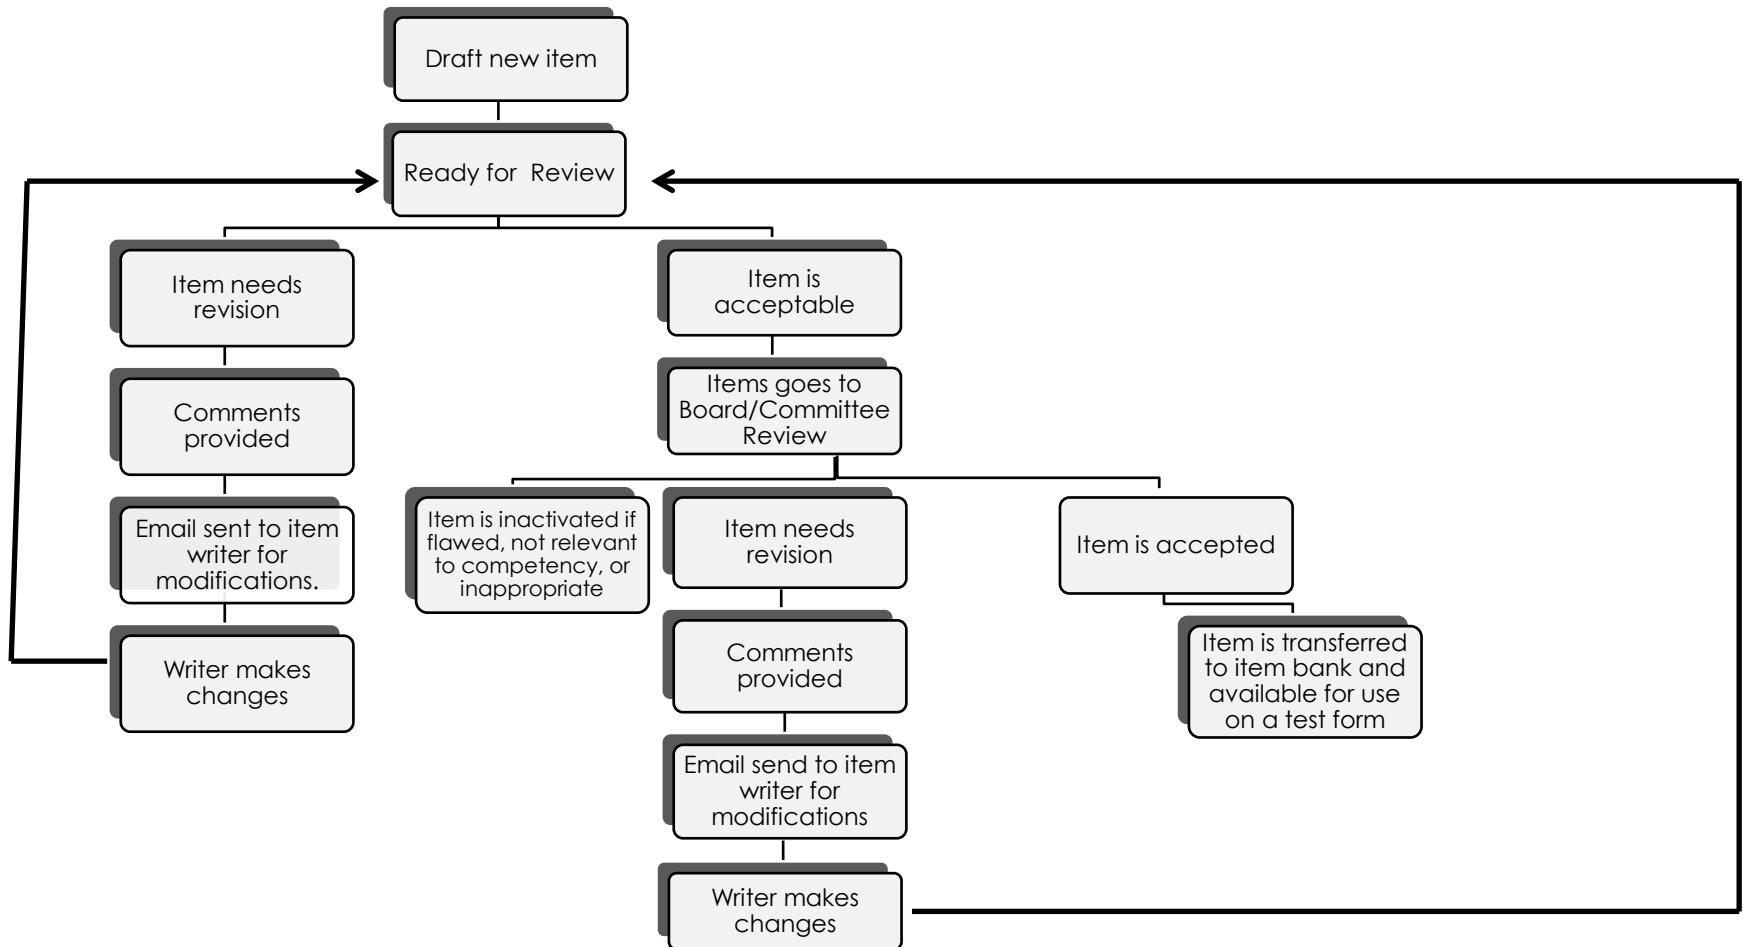 Draft new item
Ready for  Review
Item needs
revision
Comments
provided
Email sent to item
writer for
modifications.
Writer makes
changes
Item is
acceptable
Items goes to
Board/Committee
Review
Item is inactivated if
flawed, not relevant
to competency, or
inappropriate
Item needs
revision
Comments
provided
Email send to item
writer for
modifications
Writer makes
changes
Item is accepted
Item is transferred
to item bank and
available for use
on a test form